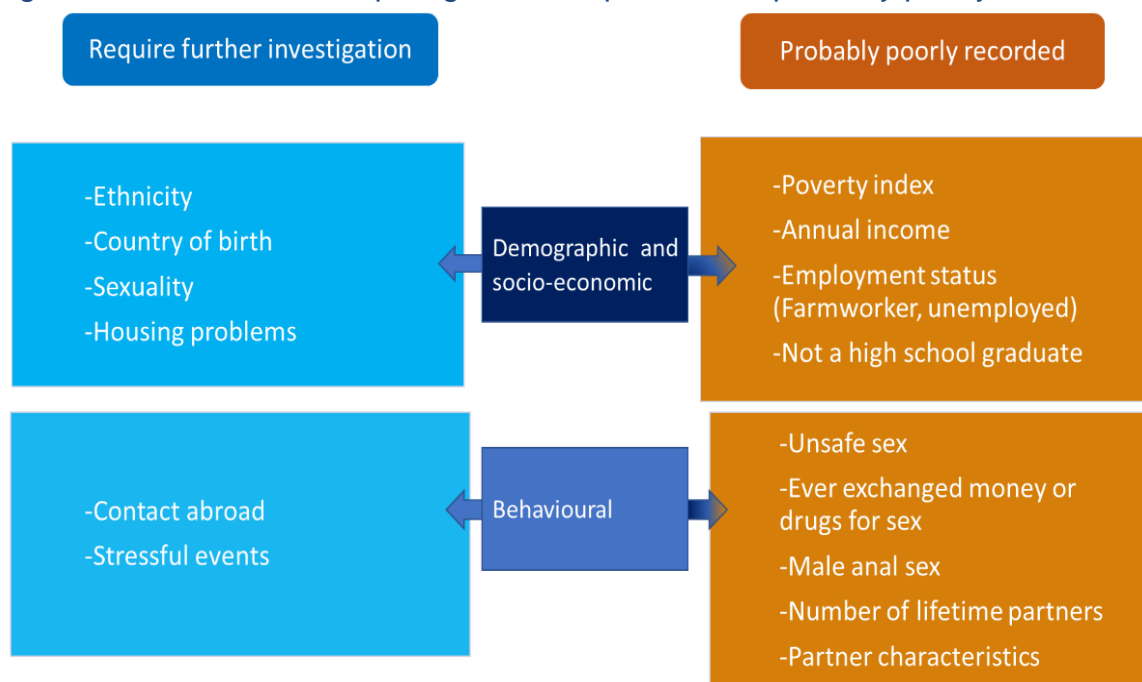 Require further investigation
Probably poorly recorded
-Ethnicity
-Country of birth
-Sexuality
-Housing problems
Demographic and
socio-economic
-Poverty index
-Annual income
-Employment status
(Farmworker, unemployed)
-Not a high school graduate
-Contact abroad
-Stressful events
Behavioural
-Unsafe sex
-Ever exchanged money or
drugs for sex
-Male anal sex
-Number of lifetime partners
-Partner characteristics